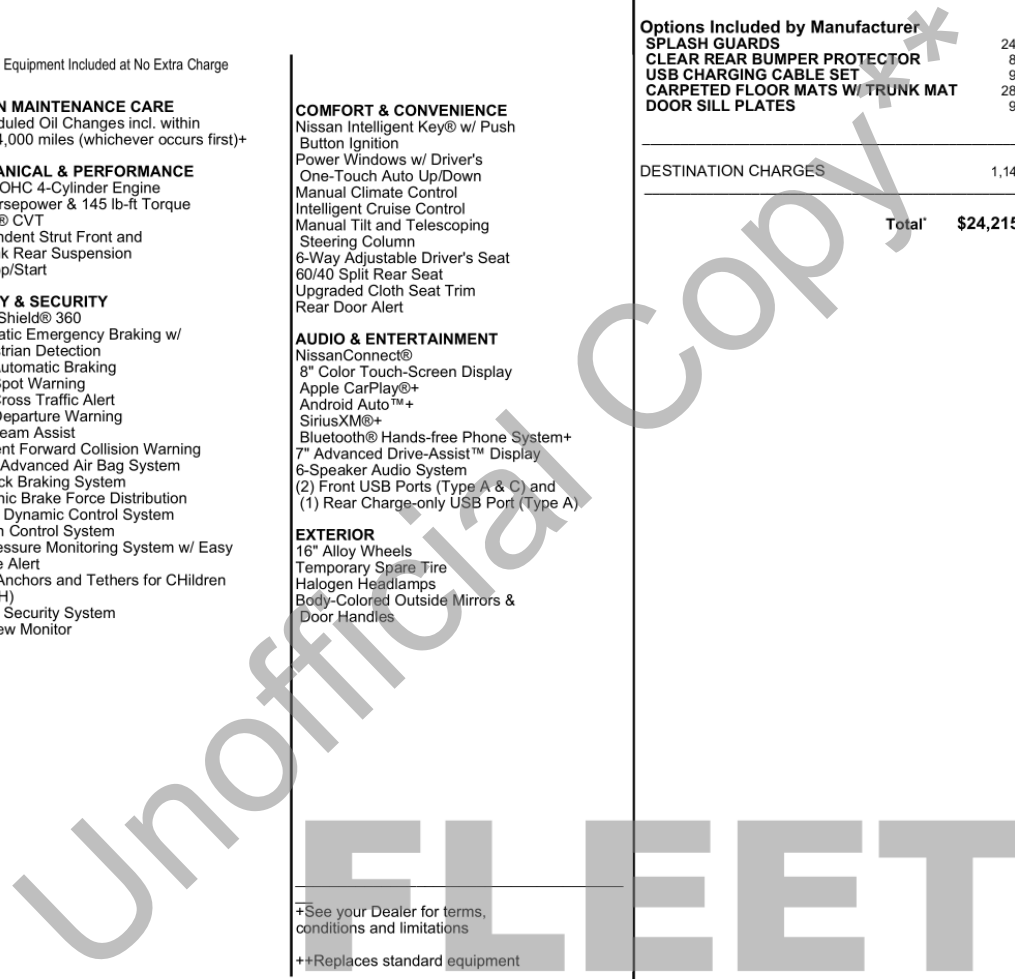 Equipment Included at No Extra Charge
N MAINTENANCE CARE
duled Oil Changes incl. within
4,000 miles (whichever occurs first)+
ANICAL & PERFORMANCE
OHC 4-Cylinder Engine
rsepower & 145 lb-ft Torque
® CVT
ndent Strut Front and
k Rear Suspension
op/Start
Y & SECURITY
Shield® 360
atic Emergency Braking w/
strian Detection
utomatic Braking
Spot Warning
Cross Traffic Alert
Departure Warning
eam Assist
ent Forward Collision Warning
Advanced Air Bag System
ck Braking System
nic Brake Force Distribution
Dynamic Control System
n Control System
essure Monitoring System w/ Easy
e Alert
Anchors and Tethers for CHildren
H)
Security System
ew Monitor
COMFORT & CONVENIENCE
Nissan Intelligent Key® w/ Push
Button Ignition
Power Windows w/ Driver's
One-Touch Auto Up/Down
Manual Climate Control
Intelligent Cruise Control
Manual Tilt and Telescoping
Steering Column
6-Way Adjustable Driver's Seat
60/40 Split Rear Seat
Upgraded Cloth Seat Trim
Rear Door Alert
AUDIO & ENTERTAINMENT
NissanConnect®
8" Color Touch-Screen Display
Apple CarPlay®+
Android Auto™+
SiriusXM®+
Bluetooth® Hands-free Phone System+
7" Advanced Drive-Assist™ Display
6-Speaker Audio System
(2) Front USB Ports (Type A & C) and
(1) Rear Charge-only USB Port (Type A)
EXTERIOR
16" Alloy Wheels
Temporary Spare Tire
Halogen Headlamps
Body-Colored Outside Mirrors &
Door Handles
+See your Dealer for terms,
conditions and limitations
++Replaces standard equipment
Options Included by Manufacturer
SPLASH GUARDS 24
CLEAR REAR BUMPER PROTECTOR 8
USB CHARGING CABLE SET 9
CARPETED FLOOR MATS W/ TRUNK MAT 28
DOOR SILL PLATES 9
DESTINATION CHARGES 1,14
Total* $24,215
Unofficial Copy**
FLEET